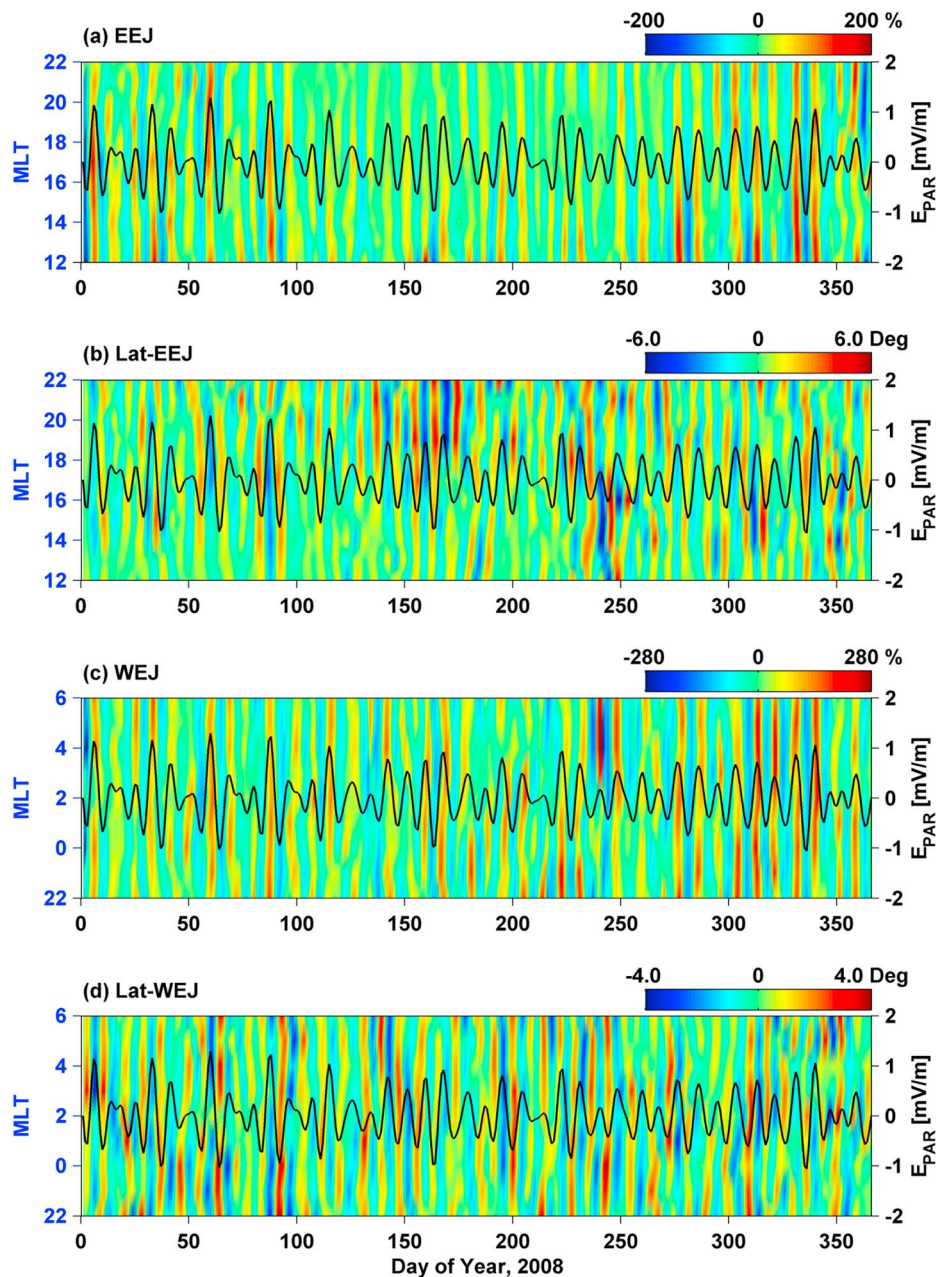 -200 0 200 %
(a) EEJ
22 2
20 1
18 0
16
14 -1
12 -2
MLT
E_PAR [mV/m]
0 50 100 150 200 250 300 350
-6.0 0 6.0 Deg
(b) Lat-EEJ
22 2
20 1
18 0
16
14 -1
12 -2
MLT
E_PAR [mV/m]
0 50 100 150 200 250 300 350
-280 0 280 %
(c) WEJ
6 2
4 1
2 0
0 -1
22 -2
MLT
E_PAR [mV/m]
0 50 100 150 200 250 300 350
-4.0 0 4.0 Deg
(d) Lat-WEJ
6 2
4 1
2 0
0 -1
22 -2
MLT
E_PAR [mV/m]
0 50 100 150 200 250 300 350
Day of Year, 2008